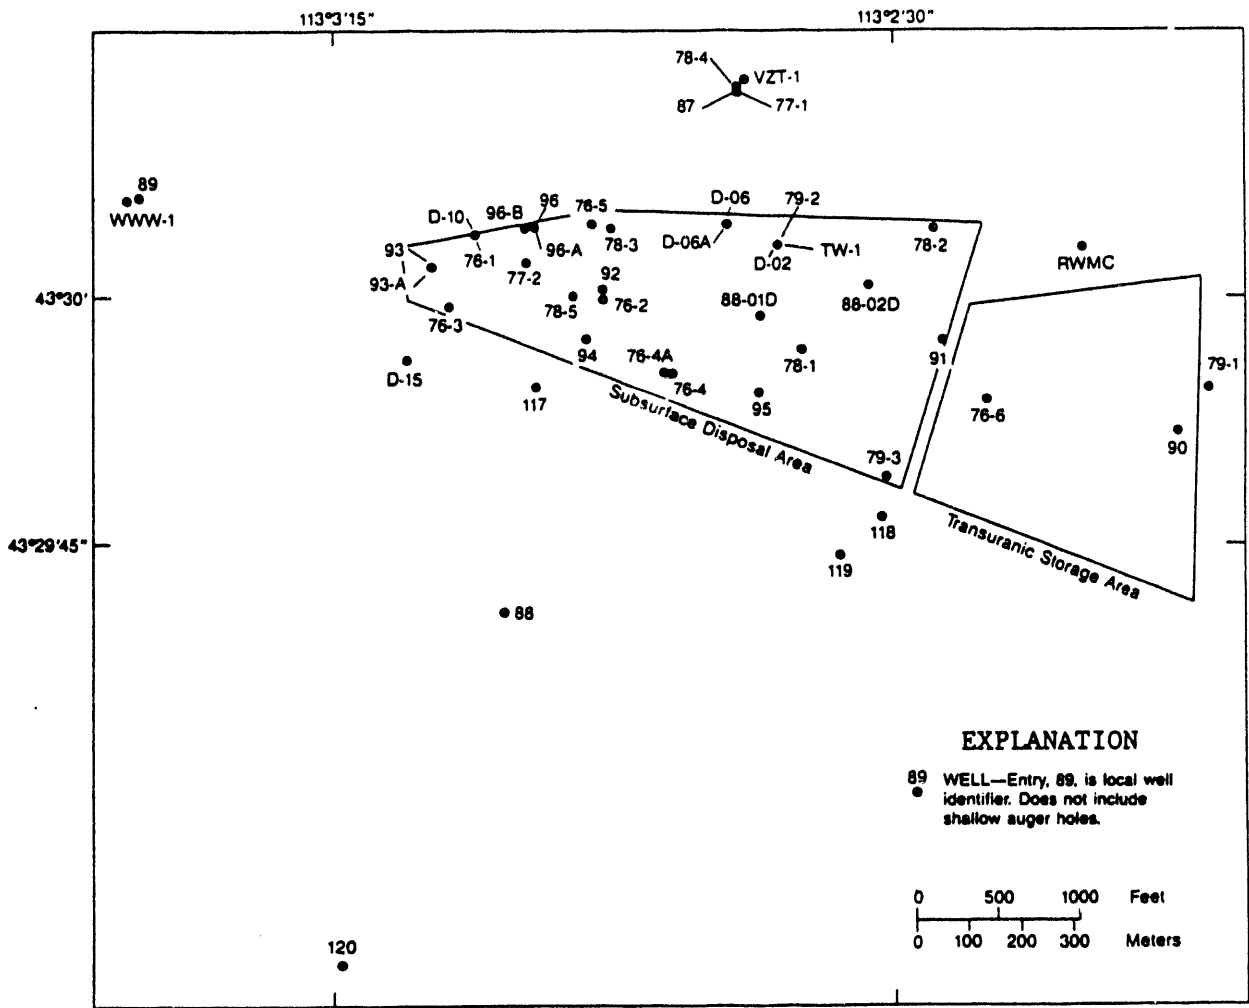 113°3'15"
113°2'30"
78-4
VZT-1
87
77-1
89
WWW-1
D-10
96-B
96
76-5
D-06
79-2
93
76-1
96-A
78-3
D-06A
D-02
TW-1
78-2
RWMC
93-A
77-2
92
43°30'
76-3
78-5
76-2
88-01D
88-02D
D-15
94
76-4A
76-4
78-1
91
79-1
117
95
76-6
90
Subsurface Disposal Area
79-3
118
Transuranic Storage Area
43°29'45"
119
88
EXPLANATION
89 WELL—Entry, 89, is local well
identifier. Does not include
shallow auger holes.
0 500 1000 Feet
0 100 200 300 Meters
120